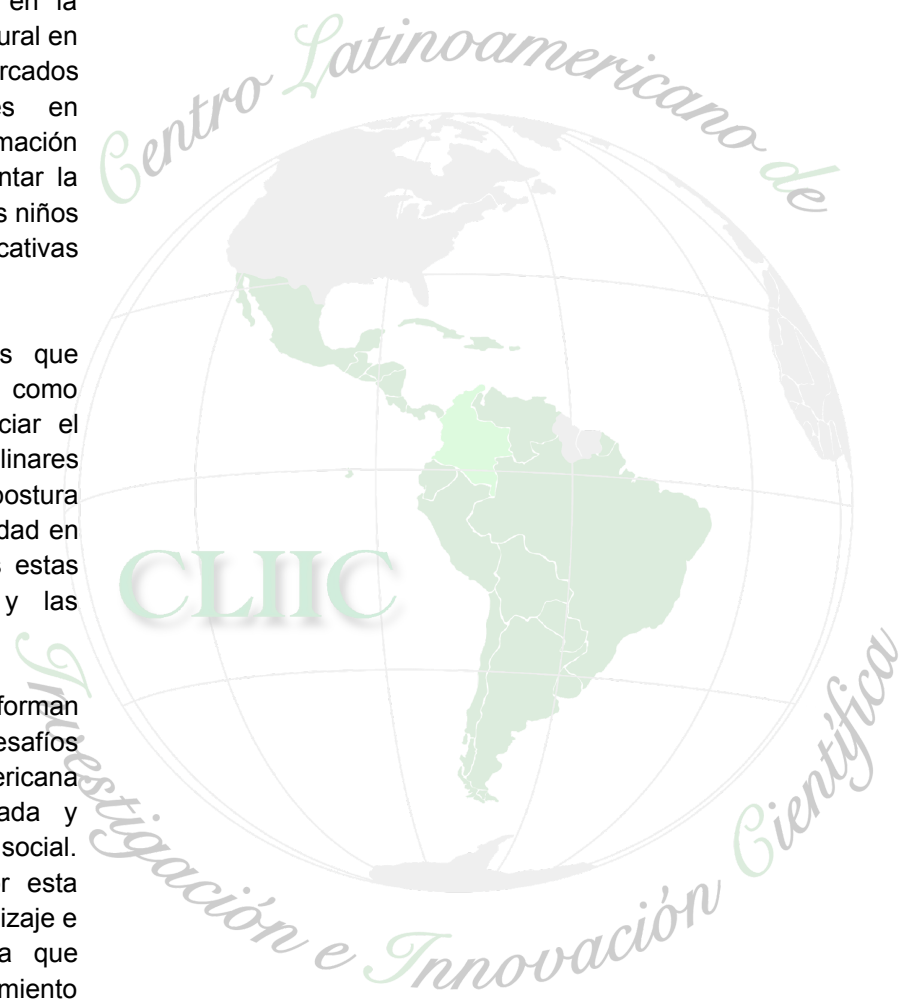 en la
ural en
rcados
es en
mación
ntar la
s niños
cativas
s que
como
ciar el
linares
postura
dad en
s estas
y las
forman
esafíos
ericana
ada y
social.
r esta
izaje e
a que
miento
Centro Latinoamericano de
CLIIC
Investigación e Innovación Científica